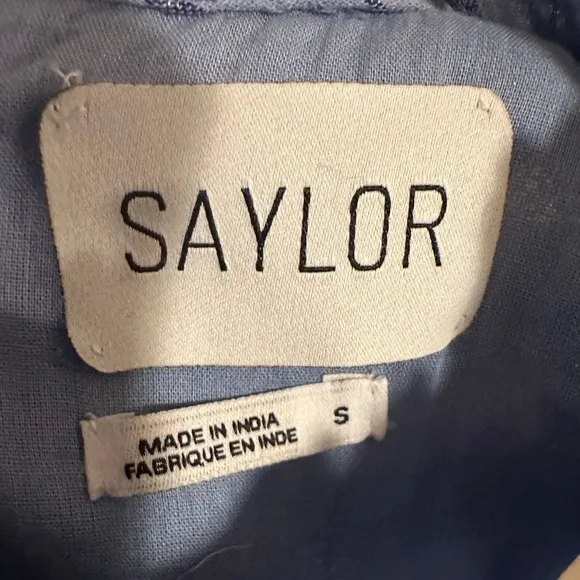 SAYLOR
S
MADE IN INDIA
FABRIQUE EN INDE